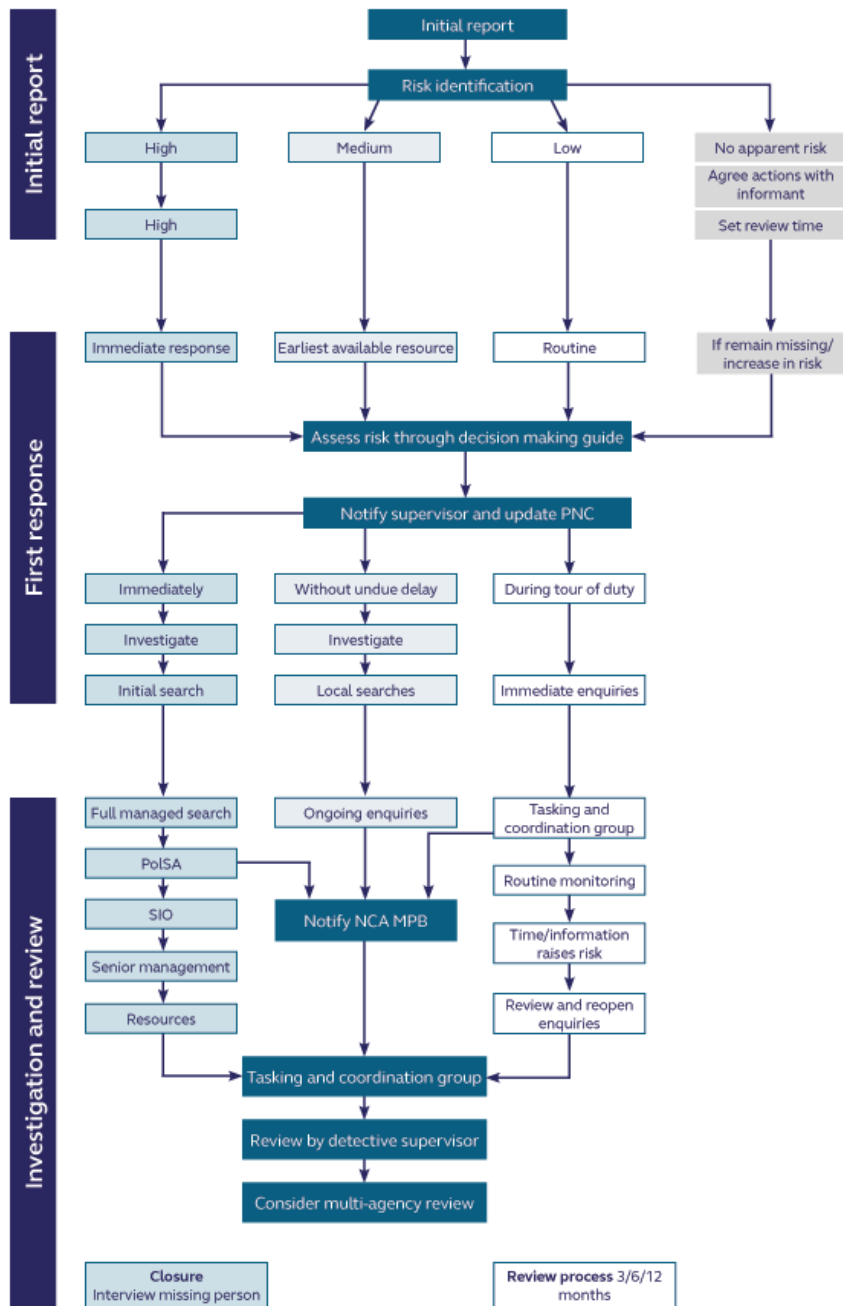 Initial report
Initial report
Risk identification
High
Medium
Low
No apparent risk
Agree actions with
informant
High
Set review time
First response
Immediate response
Earliest available resource
Routine
If remain missing/
increase in risk
Assess risk through decision making guide
Notify supervisor and update PNC
Immediately
Without undue delay
During tour of duty
Investigate
Investigate
Initial search
Local searches
Immediate enquiries
Investigation and review
Full managed search
Ongoing enquiries
Tasking and
coordination group
PolSA
Routine monitoring
SIO
Notify NCA MPB
Time/information
raises risk
Senior management
Resources
Review and reopen
enquiries
Tasking and coordination group
Review by detective supervisor
Consider multi-agency review
Closure
Interview missing person
Review process 3/6/12
months